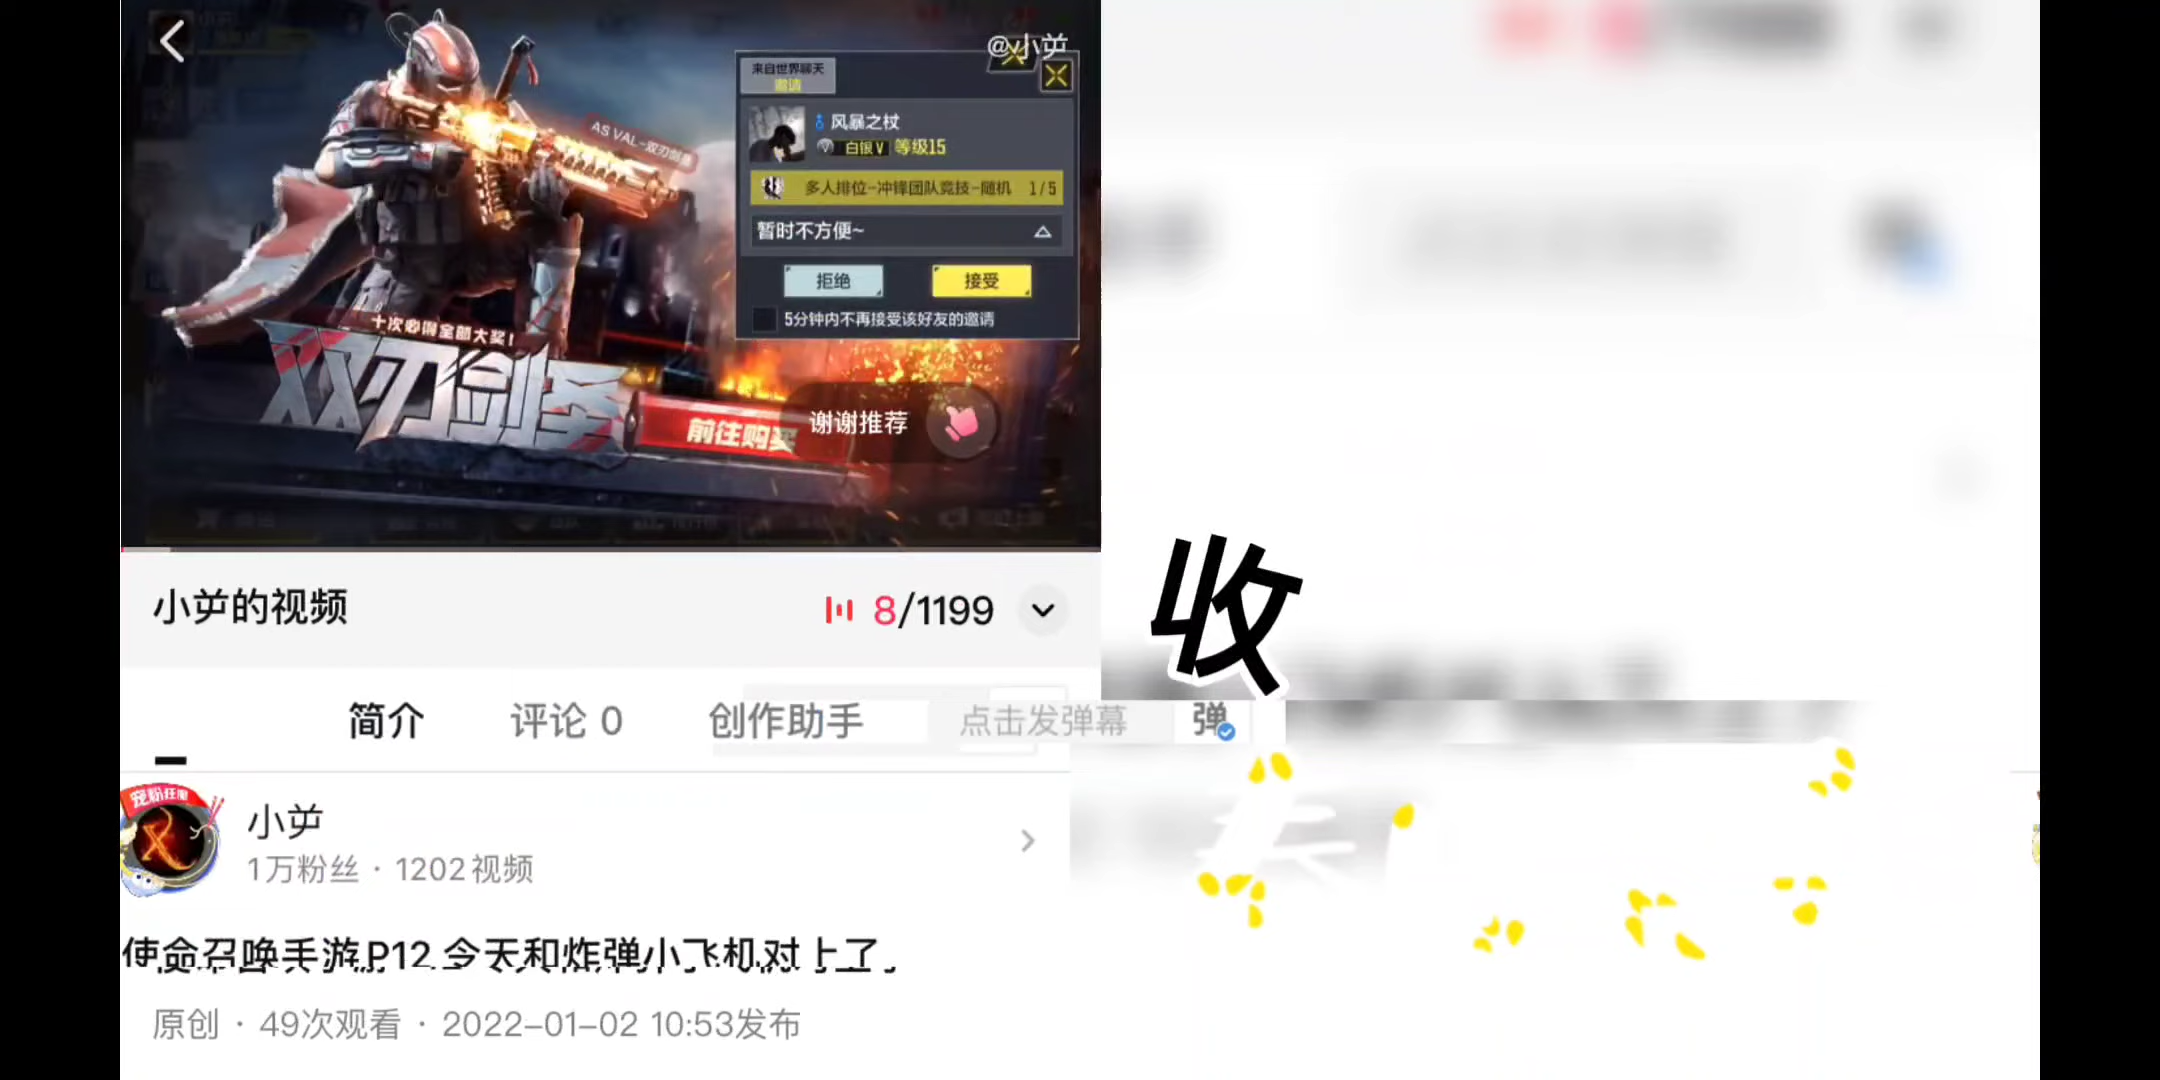 @小屰
来自世界聊天
邀请
风暴之杖
白银V 等级15
多人排位-冲锋团队竞技-随机 1/5
暂时不方便~
拒绝
接受
5分钟内不再接受该好友的邀请
AS VAL-双刃剑圣
十次必得全部大奖!
双刃剑圣
前往购买
谢谢推荐
小屰的视频
8/1199
收
简介
评论 0
创作助手
点击发弹幕
弹
宠粉狂魔
小屰
1万粉丝 · 1202视频
使命召唤手游P12 今天和炸弹小飞机对上了,
原创 · 49次观看 · 2022-01-02 10:53发布